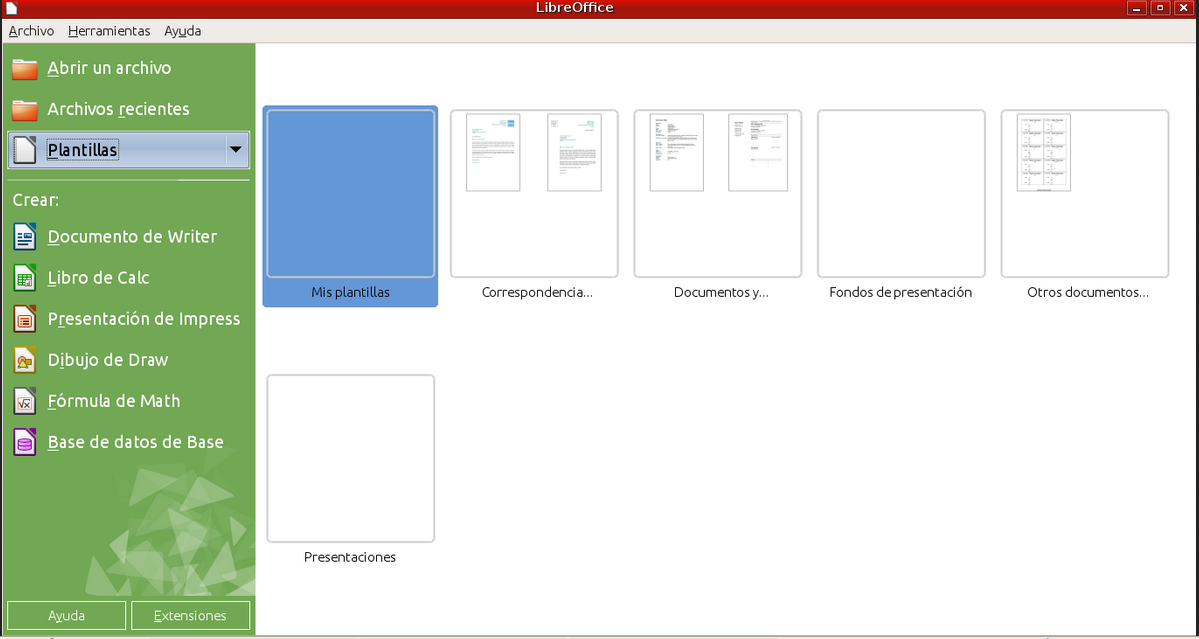 LibreOffice
Archivo Herramientas Ayuda
Abrir un archivo
Archivos recientes
Plantillas
Crear:
Documento de Writer
Libro de Calc
Presentación de Impress
Dibujo de Draw
Fórmula de Math
Base de datos de Base
Ayuda Extensiones
Mis plantillas Correspondencia... Documentos y... Fondos de presentación Otros documentos...
Presentaciones